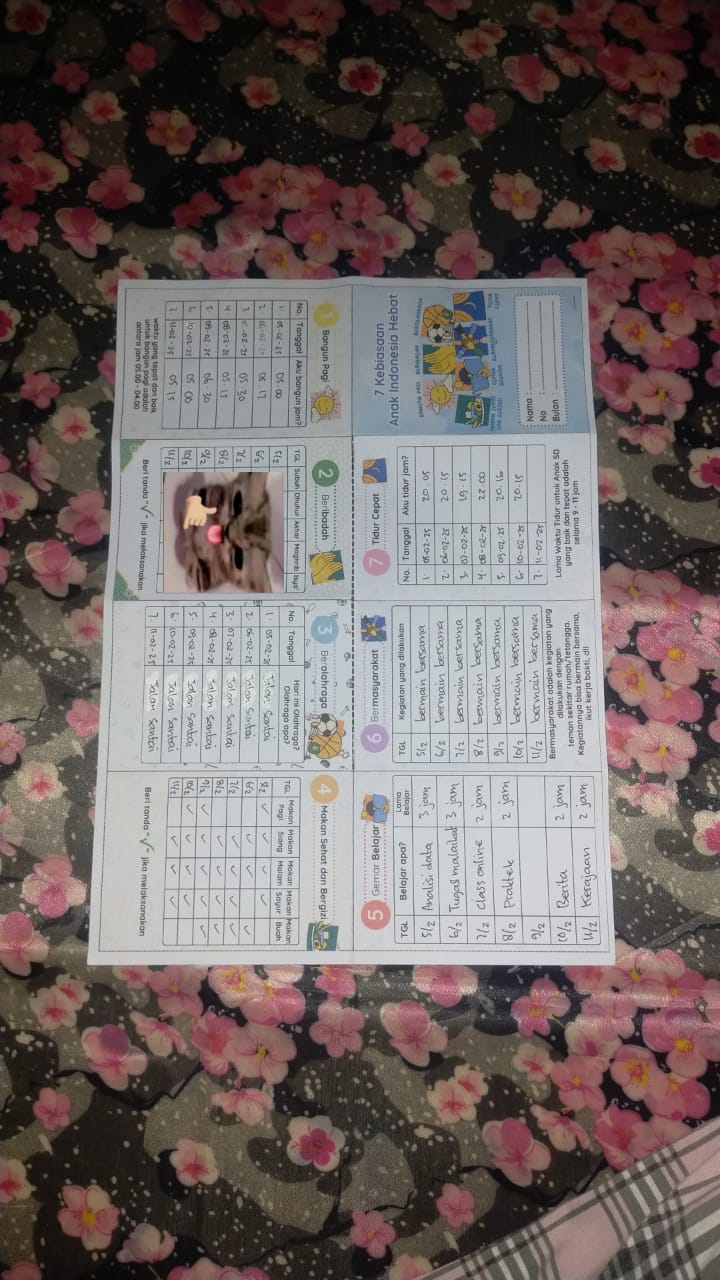 7 Kebiasaan
Anak Indonesia Hebat
Nama :
No :
Bulan :
1 Bangun Pagi
No. Tanggal Aku bangun jam?
1. 05-02-25 05.00
2. 06-02-25 05.17
3. 07-02-25 05.20
4. 08-02-25 05.15
5. 09-02-25 06.20
6. 10-02-25 05.00
7. 11-02-25 05.15
waktu yang tepat dan baik
untuk bangun pagi adalah
antara jam 05.00 - 04.00
2 Beribadah
TGL Subah Dhuhur Ashar Maghrib Isya'
5/2
6/2
7/2
8/2
9/2
10/2
11/2
Beri tanda "✓" jika melaksanakan
3 Berolahraga
No. Tanggal Hari ini Olahraga?
Olahraga apa?
1. 05-02-25 Jalan Santai
2. 06-02-25 Jalan Santai
3. 07-02-25 Jalan Santai
4. 08-02-25 Jalan Santai
5. 09-02-25 Jalan Santai
6. 10-02-25 Jalan Santai
7. 11-02-25 Jalan Santai
4 Makan Sehat dan Bergizi
TGL Makan Pagi Makan Siang Makan Malam Makan Sayur Makan Buah
5/2 ✓
6/2
7/2
8/2
9/2
10/2
11/2
Beri tanda "✓" jika melaksanakan
5 Gemar Belajar
TGL Belajar apa? Lama Belajar
5/2 Analisi data 3 jam
6/2 Tugas malaikat 3 jam
7/2 Class online 2 jam
8/2 Praktek 2 jam
9/2
10/2 Berita 2 jam
11/2 Kerajaan 2 jam
6 Bermasyarakat
TGL Kegiatan yang dilakukan
5/2 bermain bersama
6/2 bermain bersama
7/2 bermain bersama
8/2 bermain bersama
9/2 bermain bersama
10/2 bermain bersama
11/2 bermain bersama
Bermasyarakat adalah kegiatan yang
dilakukan dengan
teman sekitar rumah/tetangga.
Kegiatannya bisa bermain bersama,
ikut kerja bakti, dll
7 Tidur Cepat
No. Tanggal Aku tidur jam?
1. 05-02-25 20.05
2. 06-02-25 20.15
3. 07-02-25 19.15
4. 08-02-25 22.00
5. 09-02-25 20.16
6. 10-02-25 20.15
7. 11-02-25
Lama Waktu Tidur untuk Anak SD
yang baik dan tepat adalah
selama 9 - 11 jam